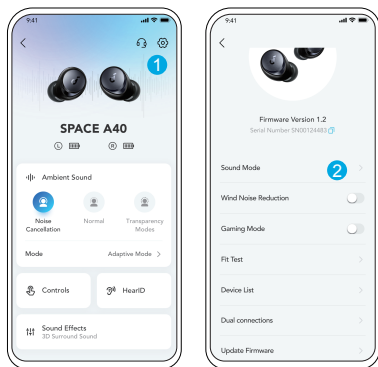 9:41
1
SPACE A40
L
R
Ambient Sound
Noise
Cancellation
Normal
Transparency
Modes
Mode
Adaptive Mode
Controls
HearID
Sound Effects
3D Surround Sound
9:41
Firmware Version 1.2
Serial Number SN00124483
Sound Mode
2
Wind Noise Reduction
Gaming Mode
Fit Test
Device List
Dual connections
Update Firmware